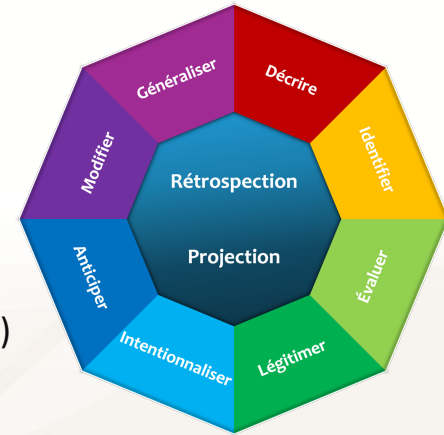 Généraliser
Décrire
Modifier
Identifier
Rétrospection
Projection
Anticiper
Évaluer
Intentionnaliser
Légitimer
)